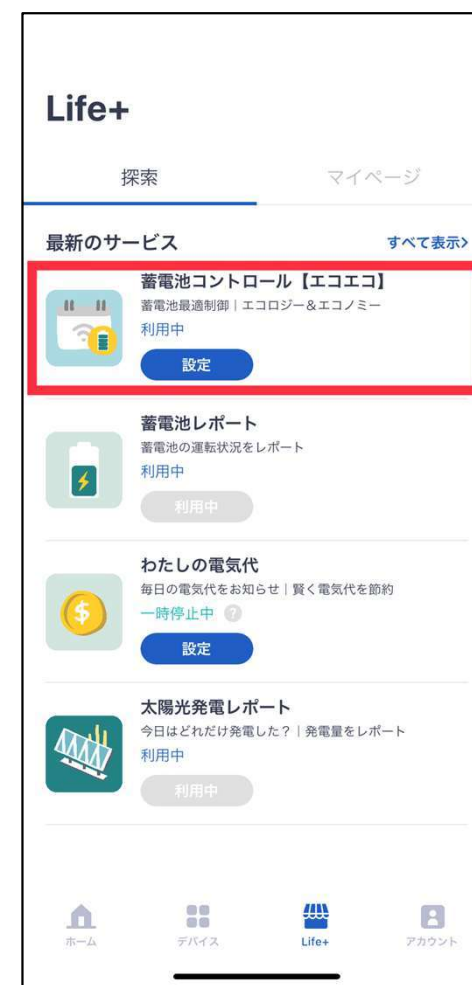 Life+
探索
マイページ
最新のサービス
すべて表示>
蓄電池コントロール【エコエコ】
蓄電池最適制御｜エコロジー&エコノミー
利用中
設定
蓄電池レポート
蓄電池の運転状況をレポート
利用中
利用中
わたしの電気代
毎日の電気代をお知らせ｜賢く電気代を節約
一時停止中 ?
設定
太陽光発電レポート
今日はどれだけ発電した？｜発電量をレポート
利用中
利用中
ホーム
デバイス
Life+
アカウント